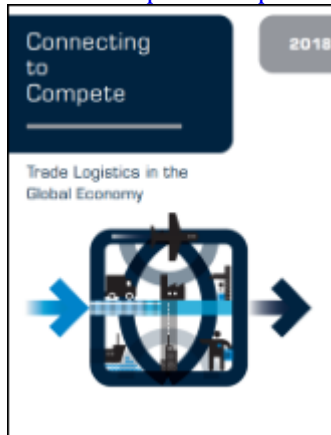 Connecting
to
Compete
2018
Trade Logistics in the
Global Economy